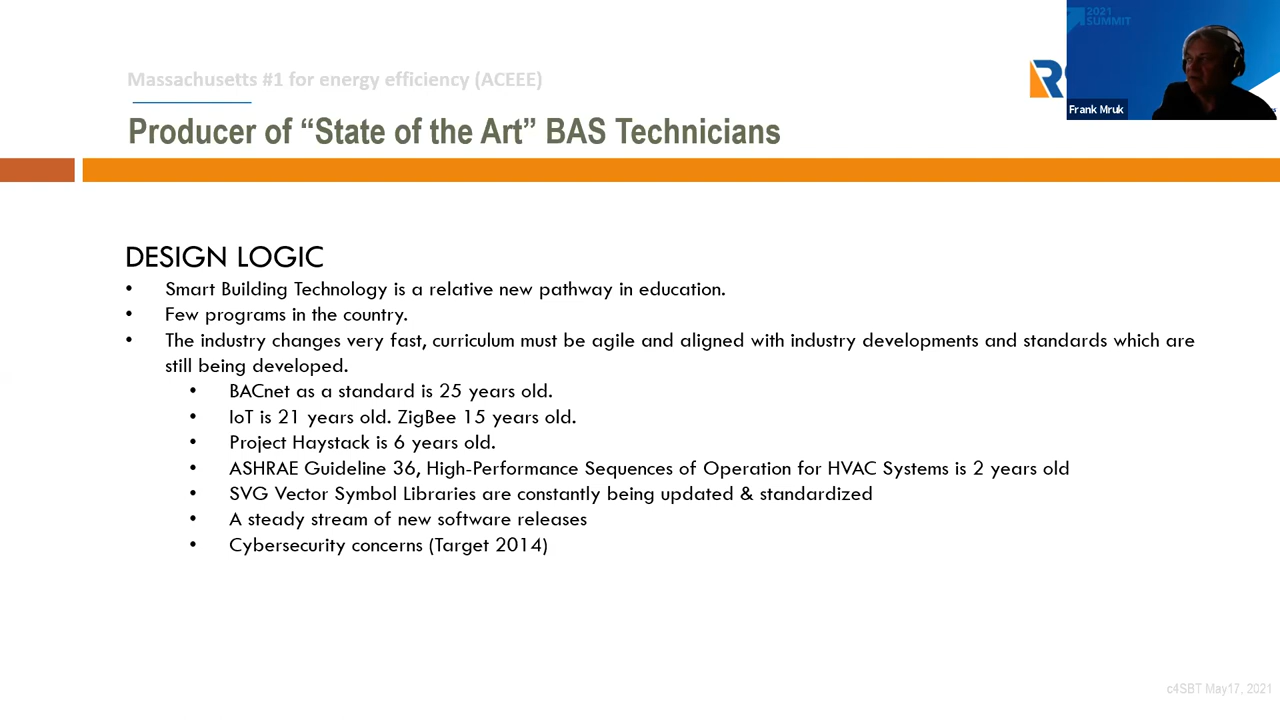 2021
SUMMIT
Massachusetts #1 for energy efficiency (ACEEE)
Frank Mruk
Producer of “State of the Art” BAS Technicians
DESIGN LOGIC
• Smart Building Technology is a relative new pathway in education.
• Few programs in the country.
• The industry changes very fast, curriculum must be agile and aligned with industry developments and standards which are
still being developed.
• BACnet as a standard is 25 years old.
• IoT is 21 years old. ZigBee 15 years old.
• Project Haystack is 6 years old.
• ASHRAE Guideline 36, High-Performance Sequences of Operation for HVAC Systems is 2 years old
• SVG Vector Symbol Libraries are constantly being updated & standardized
• A steady stream of new software releases
• Cybersecurity concerns (Target 2014)
c4SBT May17, 2021